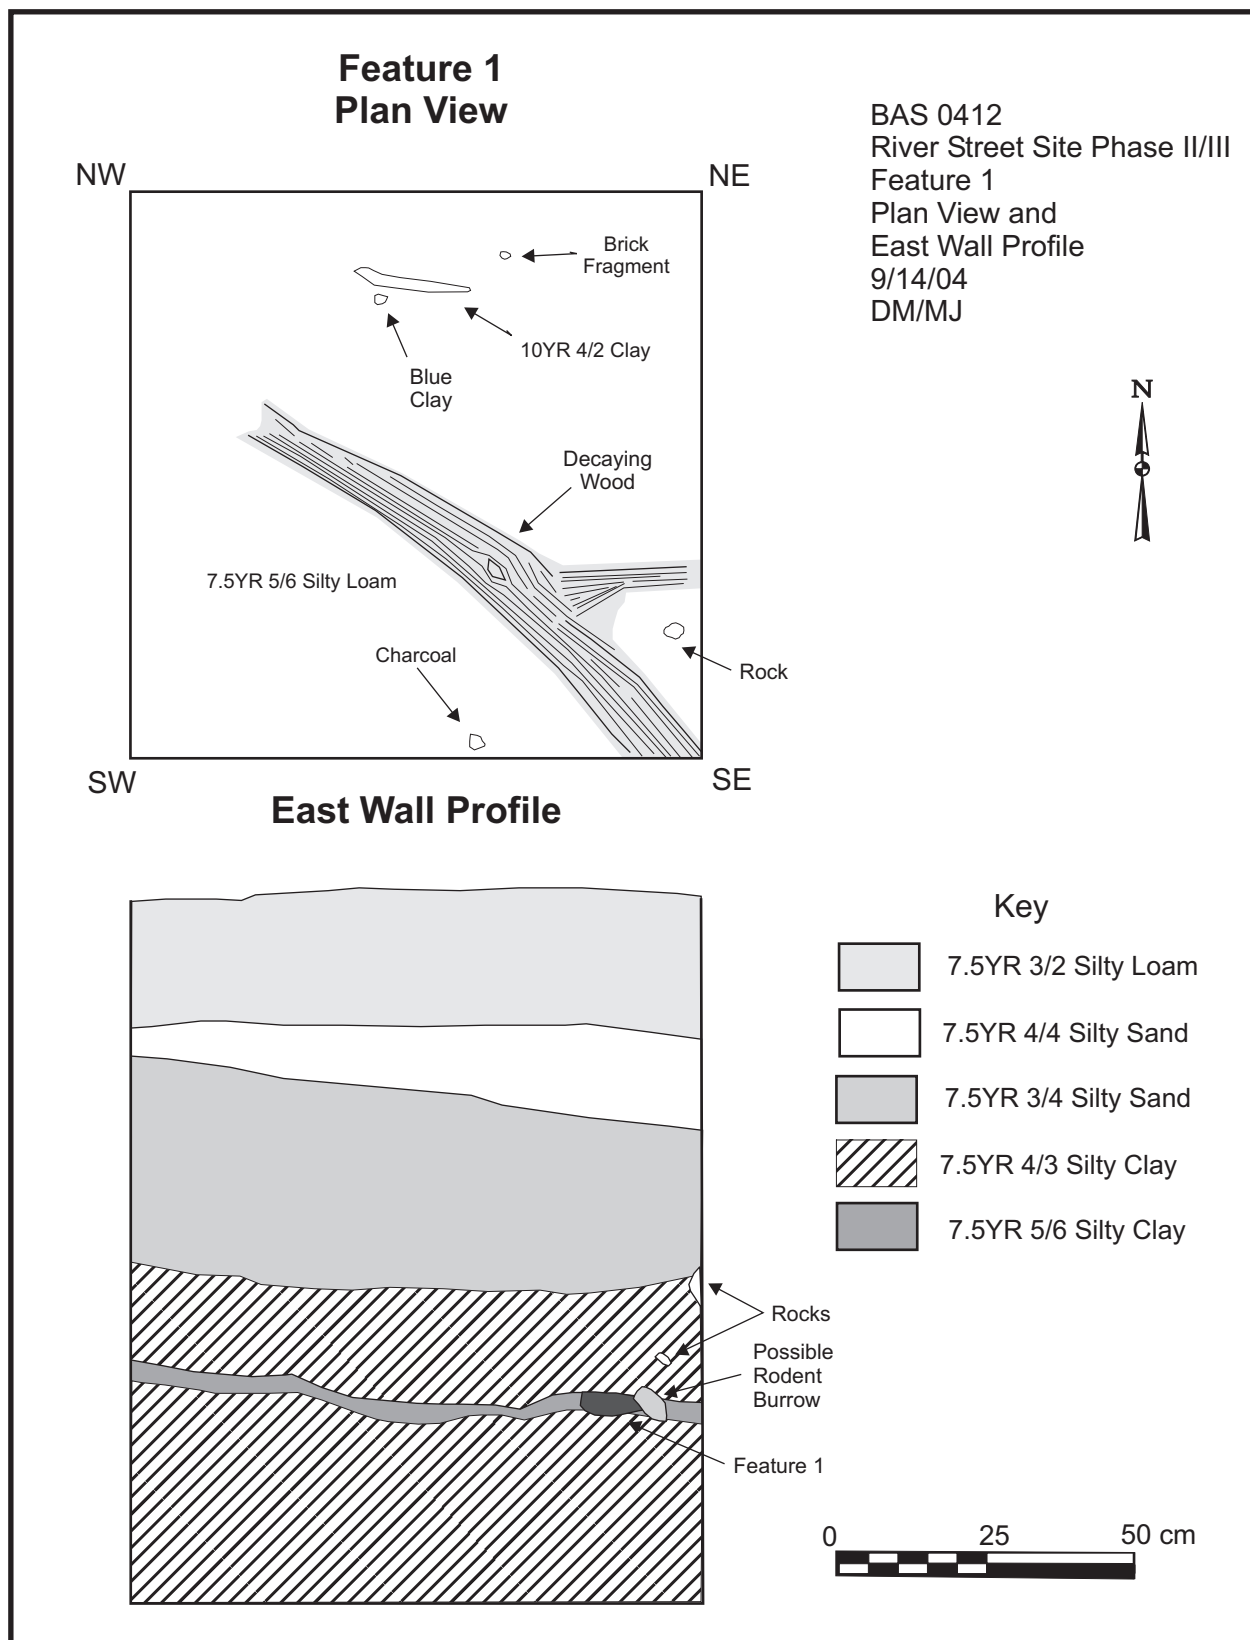 Feature 1
Plan View
BAS 0412
River Street Site Phase II/III
Feature 1
Plan View and
East Wall Profile
9/14/04
DM/MJ
NW
NE
Brick
Fragment
10YR 4/2 Clay
Blue
Clay
N
Decaying
Wood
7.5YR 5/6 Silty Loam
Charcoal
Rock
SW
SE
East Wall Profile
Key
7.5YR 3/2 Silty Loam
7.5YR 4/4 Silty Sand
7.5YR 3/4 Silty Sand
7.5YR 4/3 Silty Clay
7.5YR 5/6 Silty Clay
Rocks
Possible
Rodent
Burrow
Feature 1
0 25 50 cm